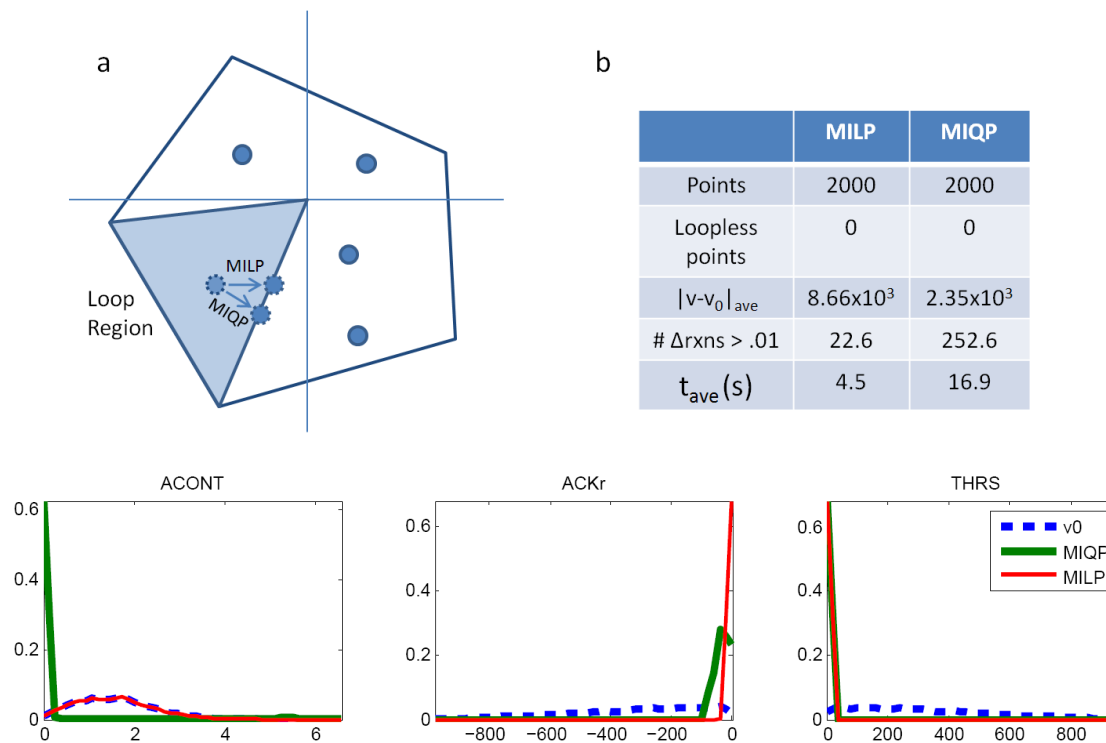 a
b
MILP
MIQP
Loop
Region
MILP MIQP
Points 2000 2000
Loopless points 0 0
|v-v₀|ave 8.66x10³ 2.35x10³
# Δrxns > .01 22.6 252.6
tave(s) 4.5 16.9
ACONT
0.6
0.4
0.2
0
0 2 4 6
ACKr
0.6
0.4
0.2
0
−800 −600 −400 −200 0
THRS
0.6
0.4
0.2
0
0 200 400 600 800
v0
MIQP
MILP